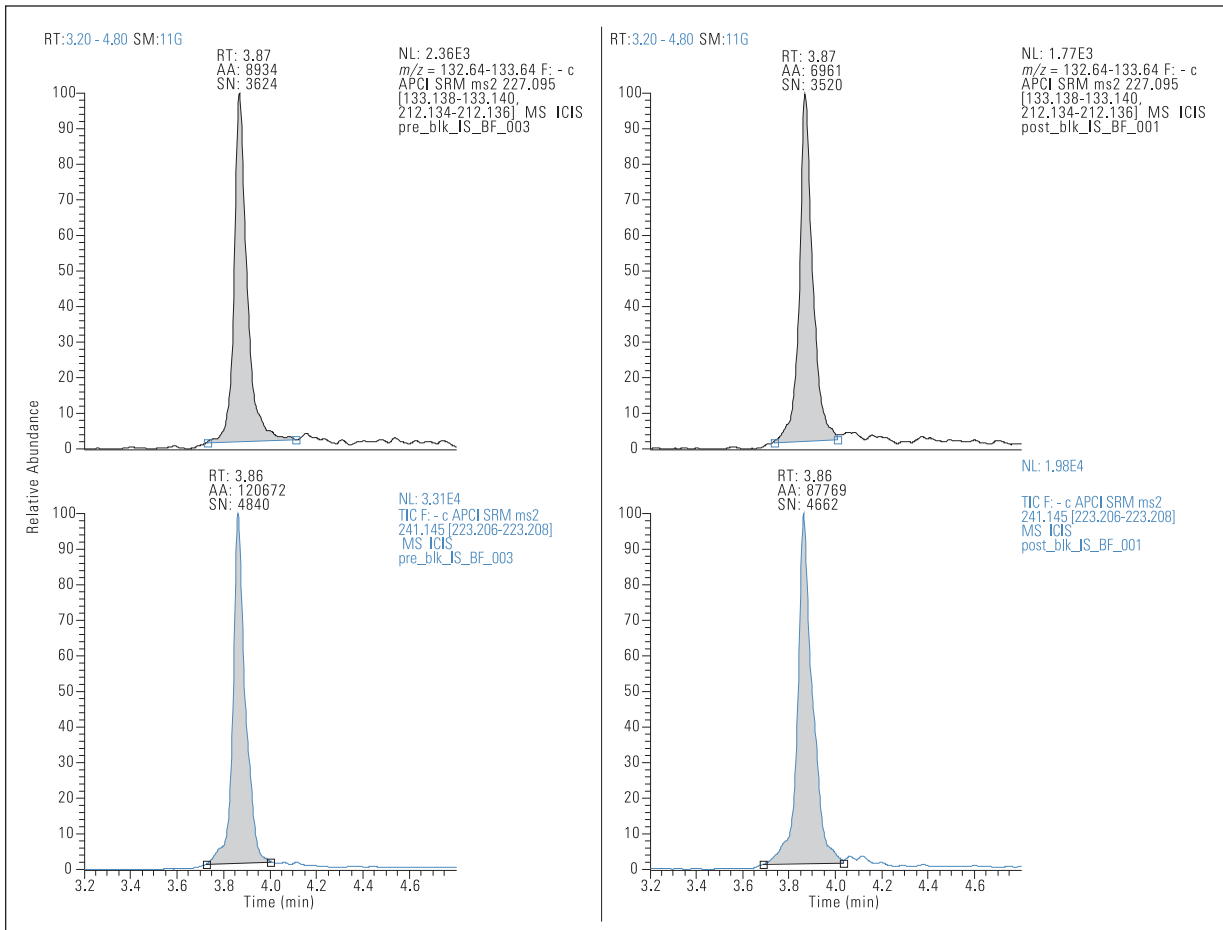 RT:3.20 - 4.80 SM:11G
RT: 3.87
AA: 8934
SN: 3624
NL: 2.36E3
m/z = 132.64-133.64 F: - c
APCI SRM ms2 227.095
[133.138-133.140,
212.134-212.136] MS ICIS
pre_blk_IS_BF_003
100
90
80
70
60
50
40
30
20
10
0
RT:3.20 - 4.80 SM:11G
RT: 3.87
AA: 6961
SN: 3520
NL: 1.77E3
m/z = 132.64-133.64 F: - c
APCI SRM ms2 227.095
[133.138-133.140,
212.134-212.136] MS ICIS
post_blk_IS_BF_001
100
90
80
70
60
50
40
30
20
10
0
Relative Abundance
RT: 3.86
AA: 120672
SN: 4840
NL: 3.31E4
TIC F: - c APCI SRM ms2
241.145 [223.206-223.208]
MS ICIS
pre_blk_IS_BF_003
100
90
80
70
60
50
40
30
20
10
0
3.2 3.4 3.6 3.8 4.0 4.2 4.4 4.6
Time (min)
RT: 3.86
AA: 87769
SN: 4662
NL: 1.98E4
TIC F: - c APCI SRM ms2
241.145 [223.206-223.208]
MS ICIS
post_blk_IS_BF_001
100
90
80
70
60
50
40
30
20
10
0
3.2 3.4 3.6 3.8 4.0 4.2 4.4 4.6
Time (min)